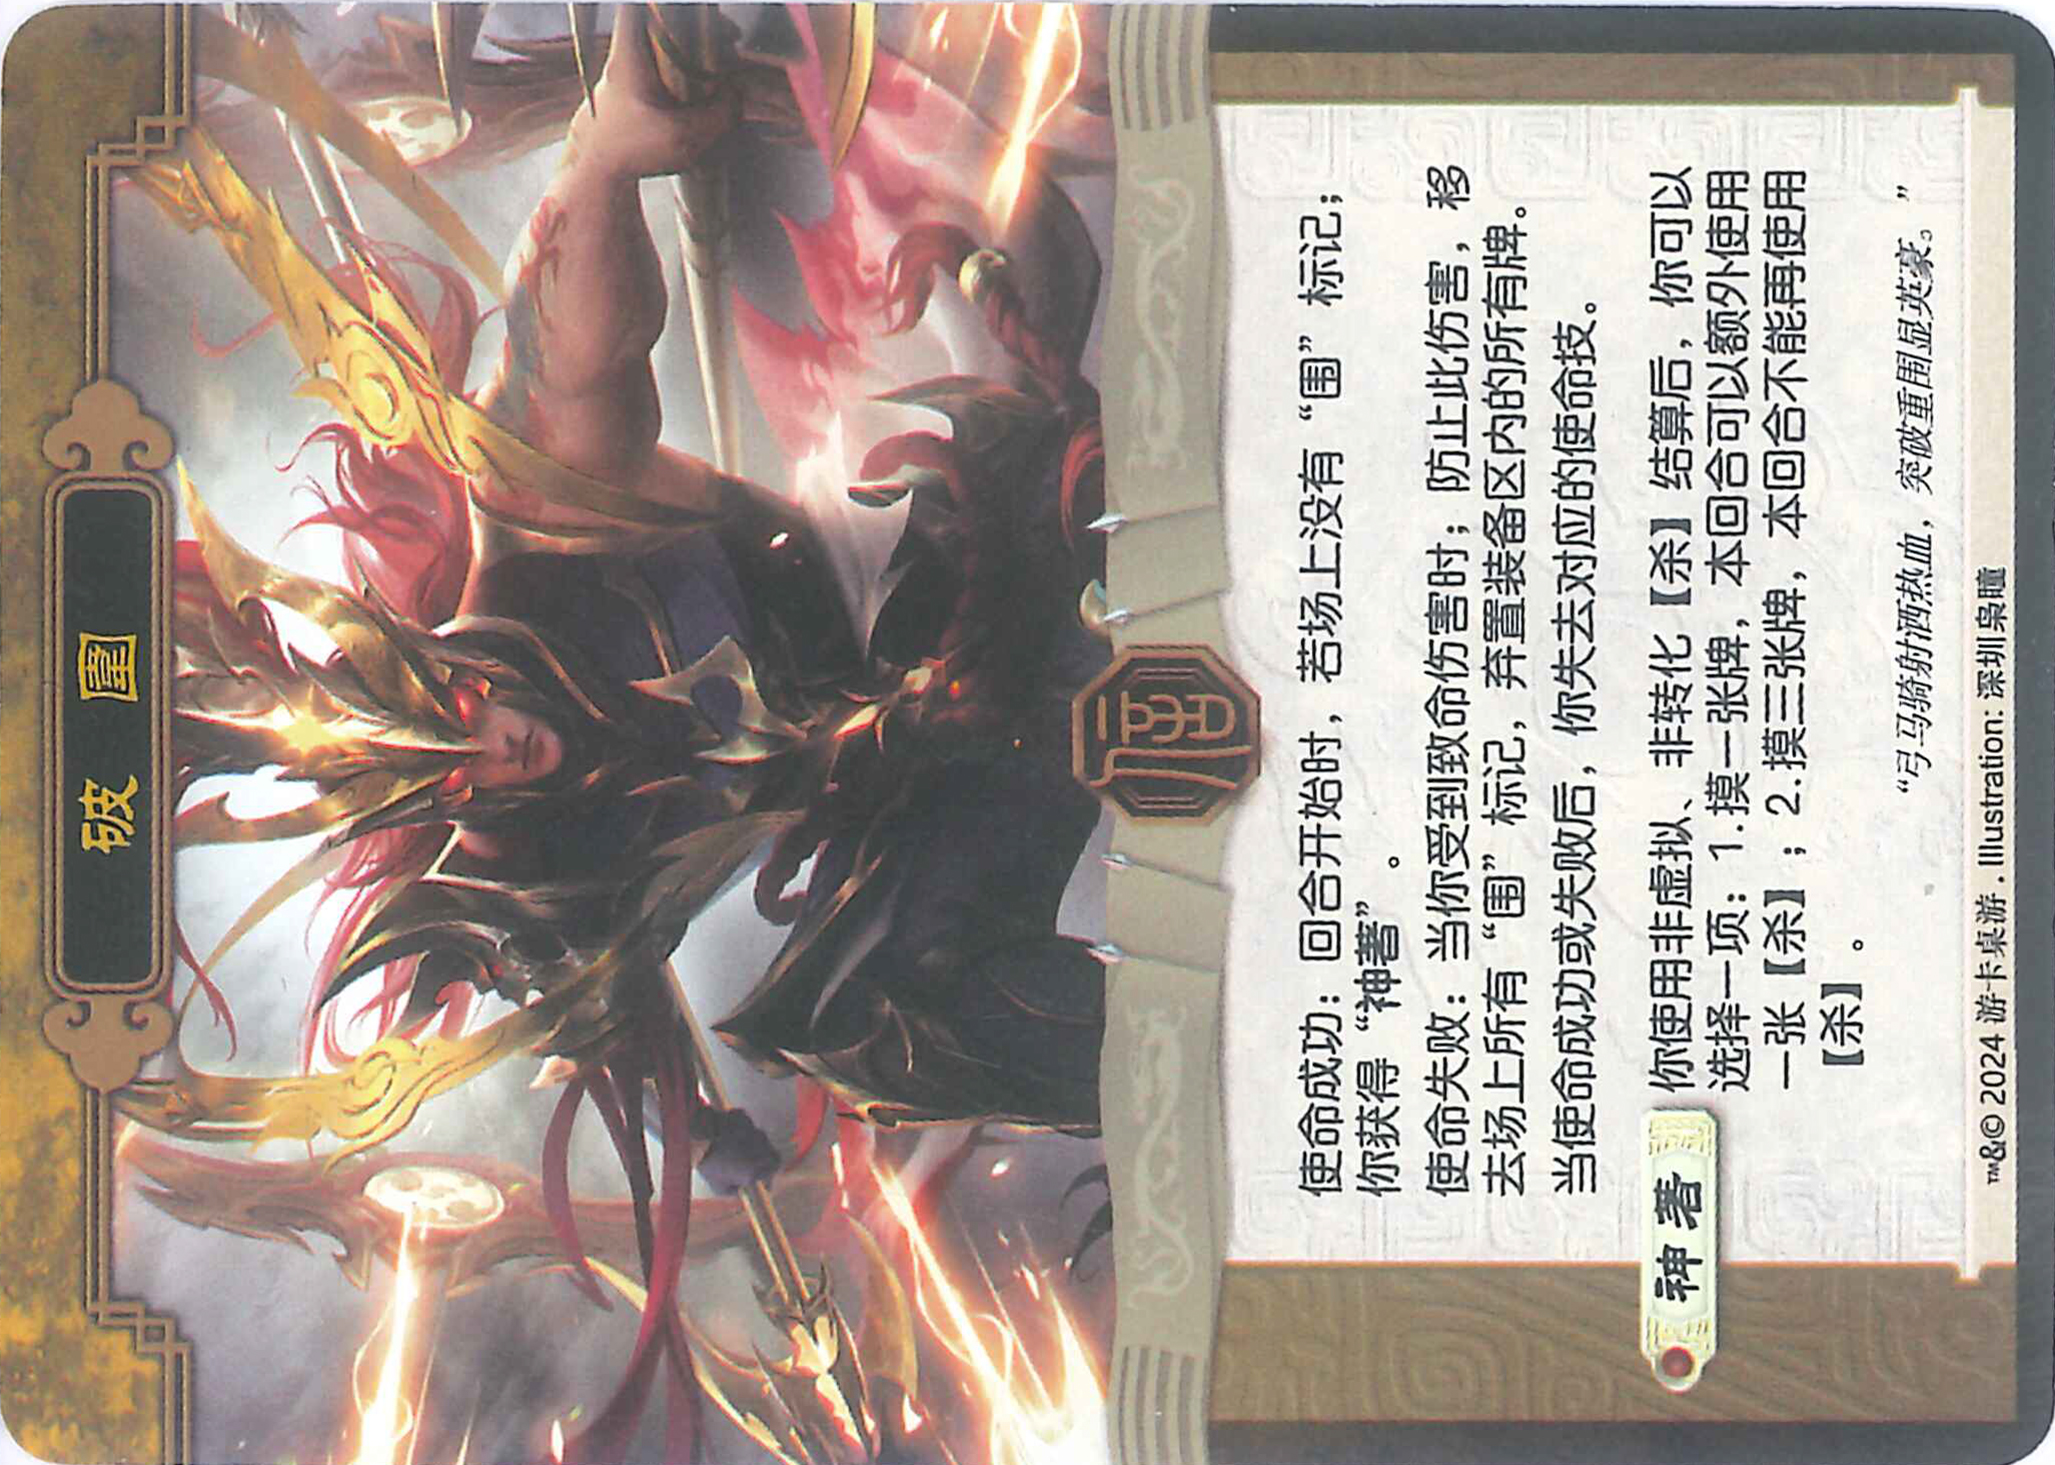 破圍
信
使命成功：回合开始时，若场上没有“围”标记；
你获得“神著”。
使命失败：当你受到致命伤害时；防止此伤害，移
去场上所有“围”标记，弃置装备区内的所有牌。
当使命成功或失败后，你失去对应的使命技。
神著
你使用非虚拟、非转化【杀】结算后，你可以
选择一项：1.摸一张牌，本回合可以额外使用
一张【杀】；2.摸三张牌，本回合不能再使用
【杀】。
“弓马骑射洒热血，突破重围显英豪。”
™&© 2024 游卡桌游 . Illustration: 深圳枭瞳